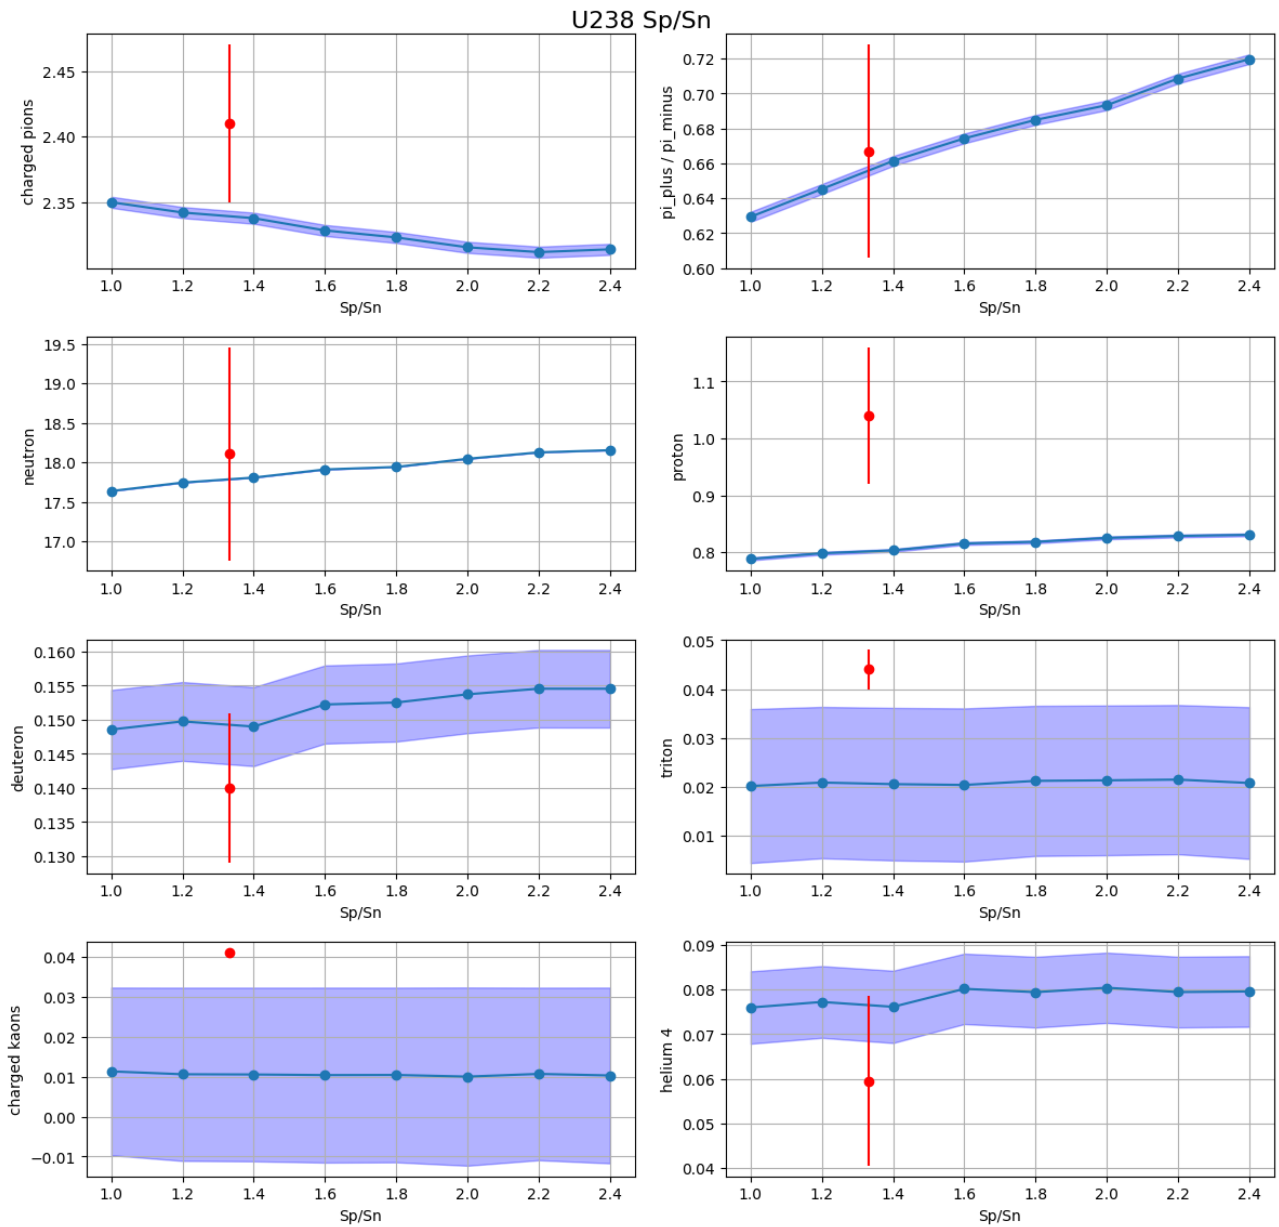 U238 Sp/Sn
2.45
2.40
2.35
charged pions
1.0 1.2 1.4 1.6 1.8 2.0 2.2 2.4
Sp/Sn
0.72
0.70
0.68
0.66
0.64
0.62
0.60
pi_plus / pi_minus
1.0 1.2 1.4 1.6 1.8 2.0 2.2 2.4
Sp/Sn
19.5
19.0
18.5
18.0
17.5
17.0
neutron
1.0 1.2 1.4 1.6 1.8 2.0 2.2 2.4
Sp/Sn
1.1
1.0
0.9
0.8
proton
1.0 1.2 1.4 1.6 1.8 2.0 2.2 2.4
Sp/Sn
0.160
0.155
0.150
0.145
0.140
0.135
0.130
deuteron
1.0 1.2 1.4 1.6 1.8 2.0 2.2 2.4
Sp/Sn
0.05
0.04
0.03
0.02
0.01
triton
1.0 1.2 1.4 1.6 1.8 2.0 2.2 2.4
Sp/Sn
0.04
0.03
0.02
0.01
0.00
−0.01
charged kaons
1.0 1.2 1.4 1.6 1.8 2.0 2.2 2.4
Sp/Sn
0.09
0.08
0.07
0.06
0.05
0.04
helium 4
1.0 1.2 1.4 1.6 1.8 2.0 2.2 2.4
Sp/Sn